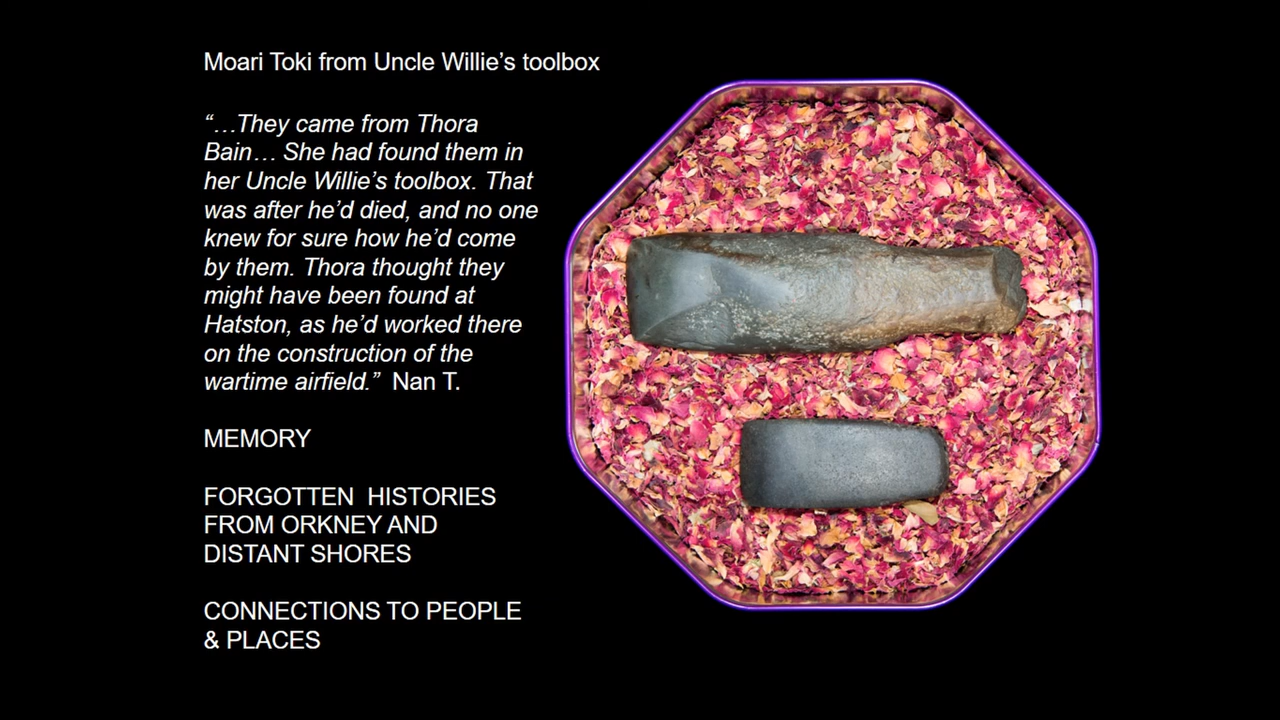 Moari Toki from Uncle Willie’s toolbox
“…They came from Thora
Bain… She had found them in
her Uncle Willie’s toolbox. That
was after he’d died, and no one
knew for sure how he’d come
by them. Thora thought they
might have been found at
Hatston, as he’d worked there
on the construction of the
wartime airfield.”  Nan T.
MEMORY
FORGOTTEN  HISTORIES
FROM ORKNEY AND
DISTANT SHORES
CONNECTIONS TO PEOPLE
& PLACES